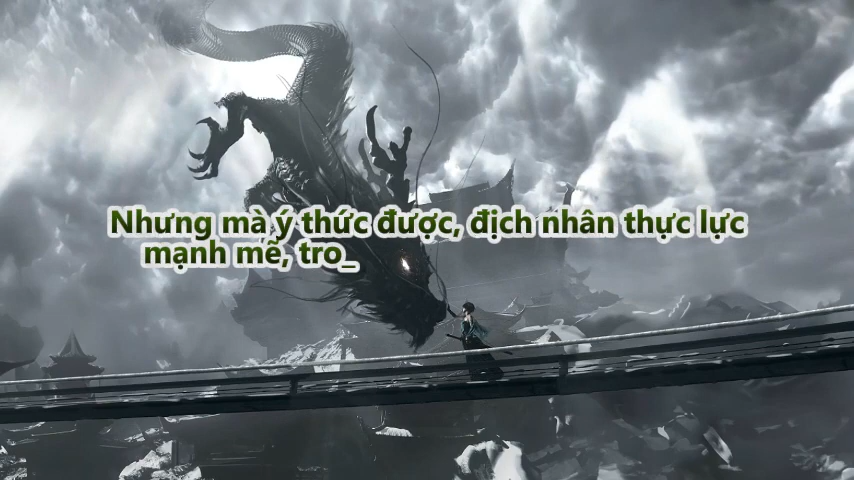 Nhưng mà ý thức được, địch nhân thực lực
mạnh mẽ, tro_